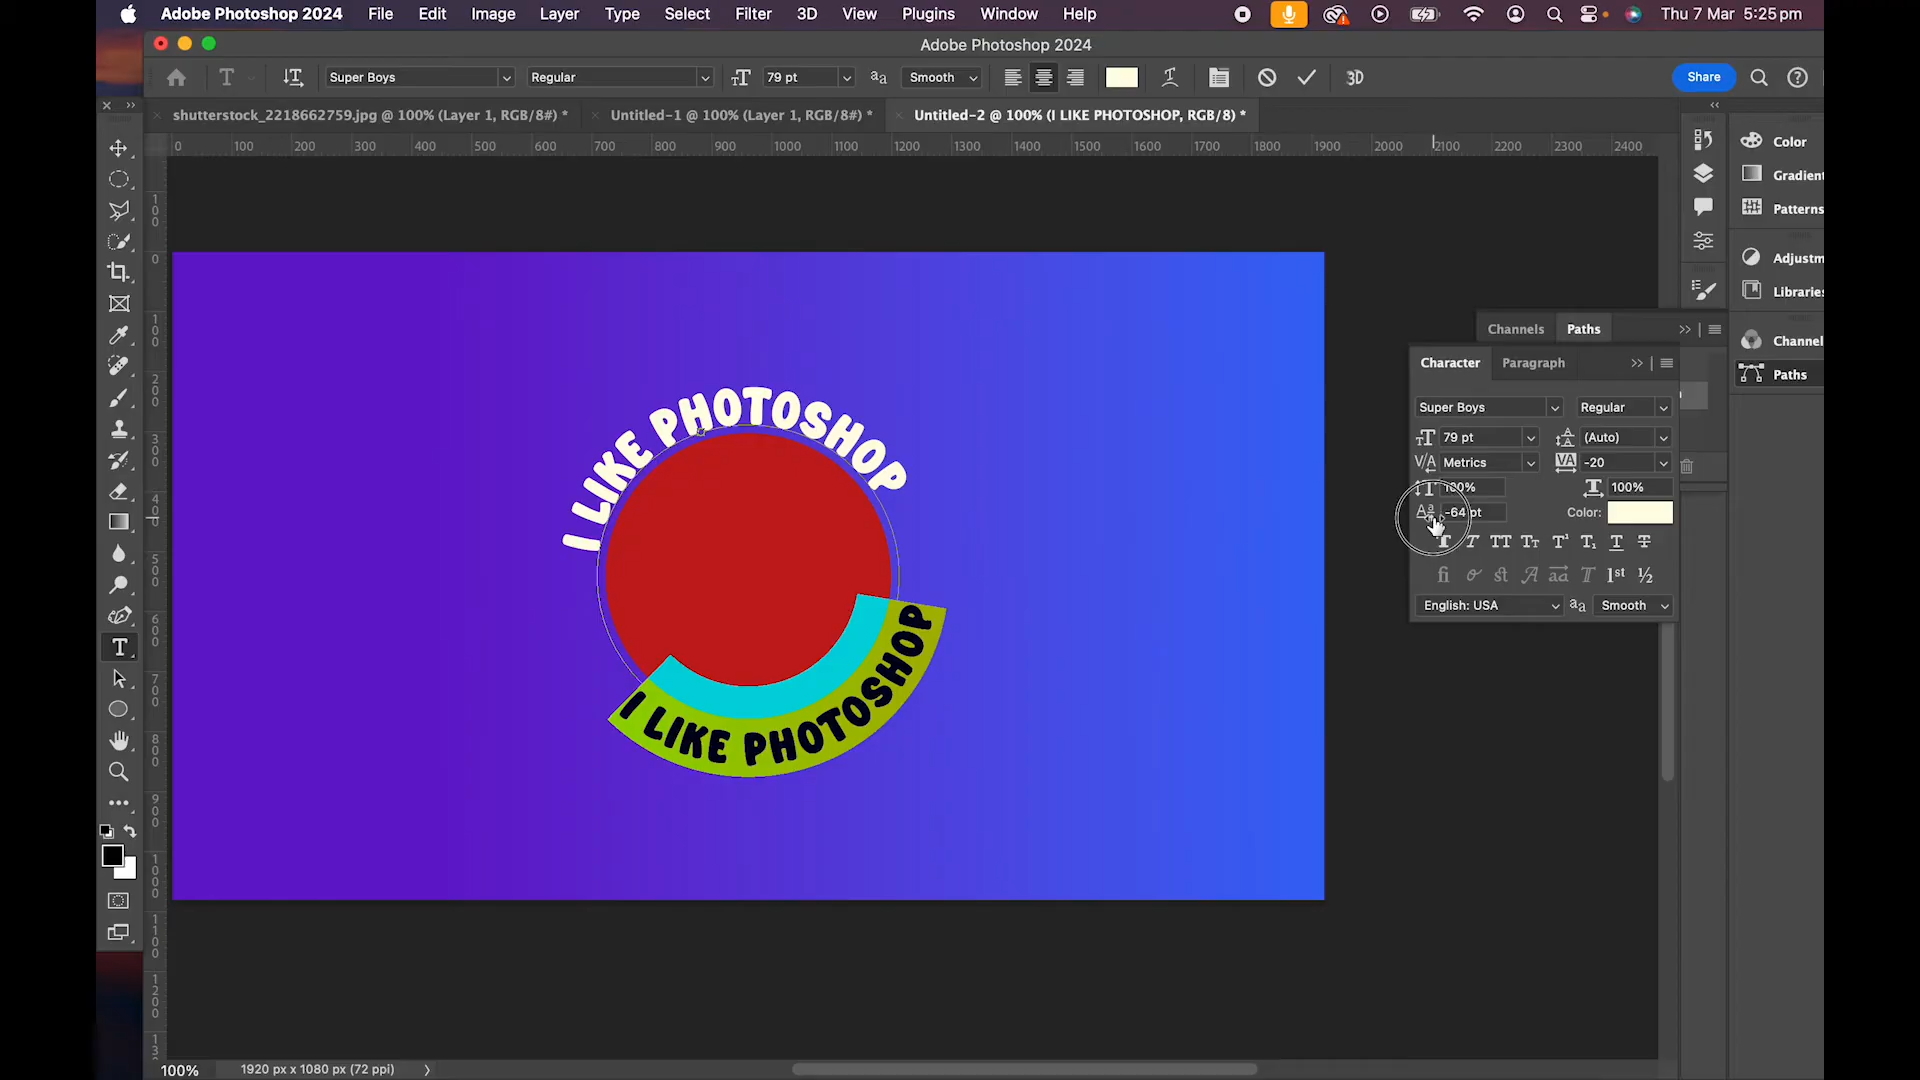 Adobe Photoshop 2024 File Edit Image Layer Type Select Filter 3D View Plugins Window Help Thu 7 Mar 5:25 pm
Adobe Photoshop 2024
Super Boys Regular 79 pt Smooth 3D Share
shutterstock_2218662759.jpg @ 100% (Layer 1, RGB/8#) * Untitled-1 @ 100% (Layer 1, RGB/8#) * Untitled-2 @ 100% (I LIKE PHOTOSHOP, RGB/8) *
0 100 200 300 400 500 600 700 800 900 1000 1100 1200 1300 1400 1500 1600 1700 1800 1900 2000 2100 2200 2300 2400
Color
Gradient
Patterns
Adjustm
Libraries
Channel
Paths
Channels Paths
Character Paragraph
Super Boys Regular
79 pt (Auto)
Metrics -20
100% 100%
-64 pt Color:
English: USA Smooth
I LIKE PHOTOSHOP
I LIKE PHOTOSHOP
100% 1920 px x 1080 px (72 ppi)